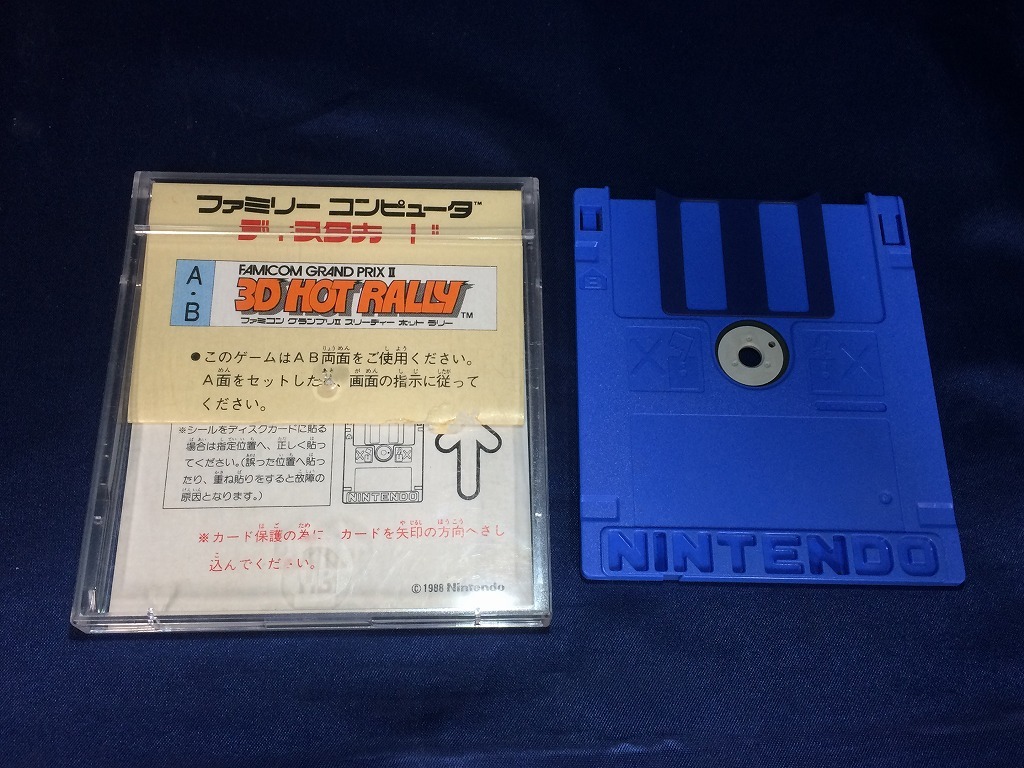 ファミリー コンピュータ™
ディスクカード
A・B
FAMICOM GRAND PRIX II
3D HOT RALLY™
ファミコン グランプリII スリーディー ホット ラリー
●このゲームはAB両面をご使用ください。
A面をセットした、画面の指示に従って
ください。
※シールをディスクカードに貼る
場合は指定位置へ、正しく貼っ
てください。(誤った位置へ貼っ
たり、重ね貼りをすると故障の
原因となります。)
NINTENDO
※カード保護の為に カードを矢印の方向へさし
込んでください。
©1988 Nintendo
NINTENDO